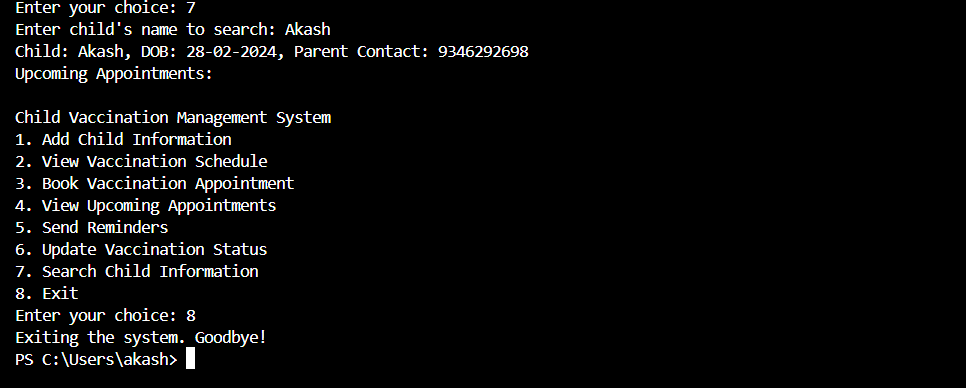 Enter your choice: 7
Enter child's name to search: Akash
Child: Akash, DOB: 28-02-2024, Parent Contact: 9346292698
Upcoming Appointments:
Child Vaccination Management System
1. Add Child Information
2. View Vaccination Schedule
3. Book Vaccination Appointment
4. View Upcoming Appointments
5. Send Reminders
6. Update Vaccination Status
7. Search Child Information
8. Exit
Enter your choice: 8
Exiting the system. Goodbye!
PS C:\Users\akash>